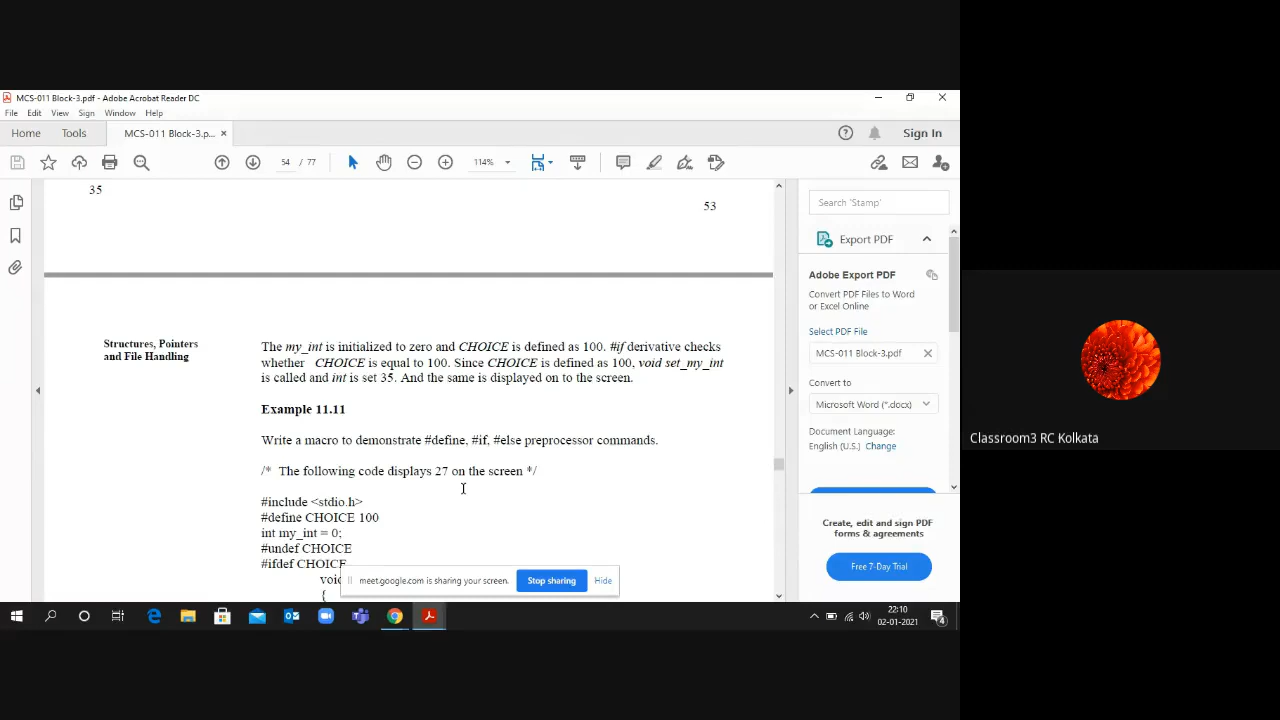 MCS-011 Block-3.pdf - Adobe Acrobat Reader DC
File Edit View Sign Window Help
Home Tools MCS-011 Block-3.p... × Sign In
54 / 77 114%
35
53
Structures, Pointers
and File Handling
The my_int is initialized to zero and CHOICE is defined as 100. #if derivative checks
whether CHOICE is equal to 100. Since CHOICE is defined as 100, void set_my_int
is called and int is set 35. And the same is displayed on to the screen.
Example 11.11
Write a macro to demonstrate #define, #if, #else preprocessor commands.
/* The following code displays 27 on the screen */
#include <stdio.h>
#define CHOICE 100
int my_int = 0;
#undef CHOICE
#ifdef CHOICE
void
{
meet.google.com is sharing your screen. Stop sharing Hide
Search 'Stamp'
Export PDF
Adobe Export PDF
Convert PDF Files to Word
or Excel Online
Select PDF File
MCS-011 Block-3.pdf
Convert to
Microsoft Word (*.docx)
Document Language:
English (U.S.) Change
Create, edit and sign PDF
forms & agreements
Free 7-Day Trial
22:10
02-01-2021
4
Classroom3 RC Kolkata